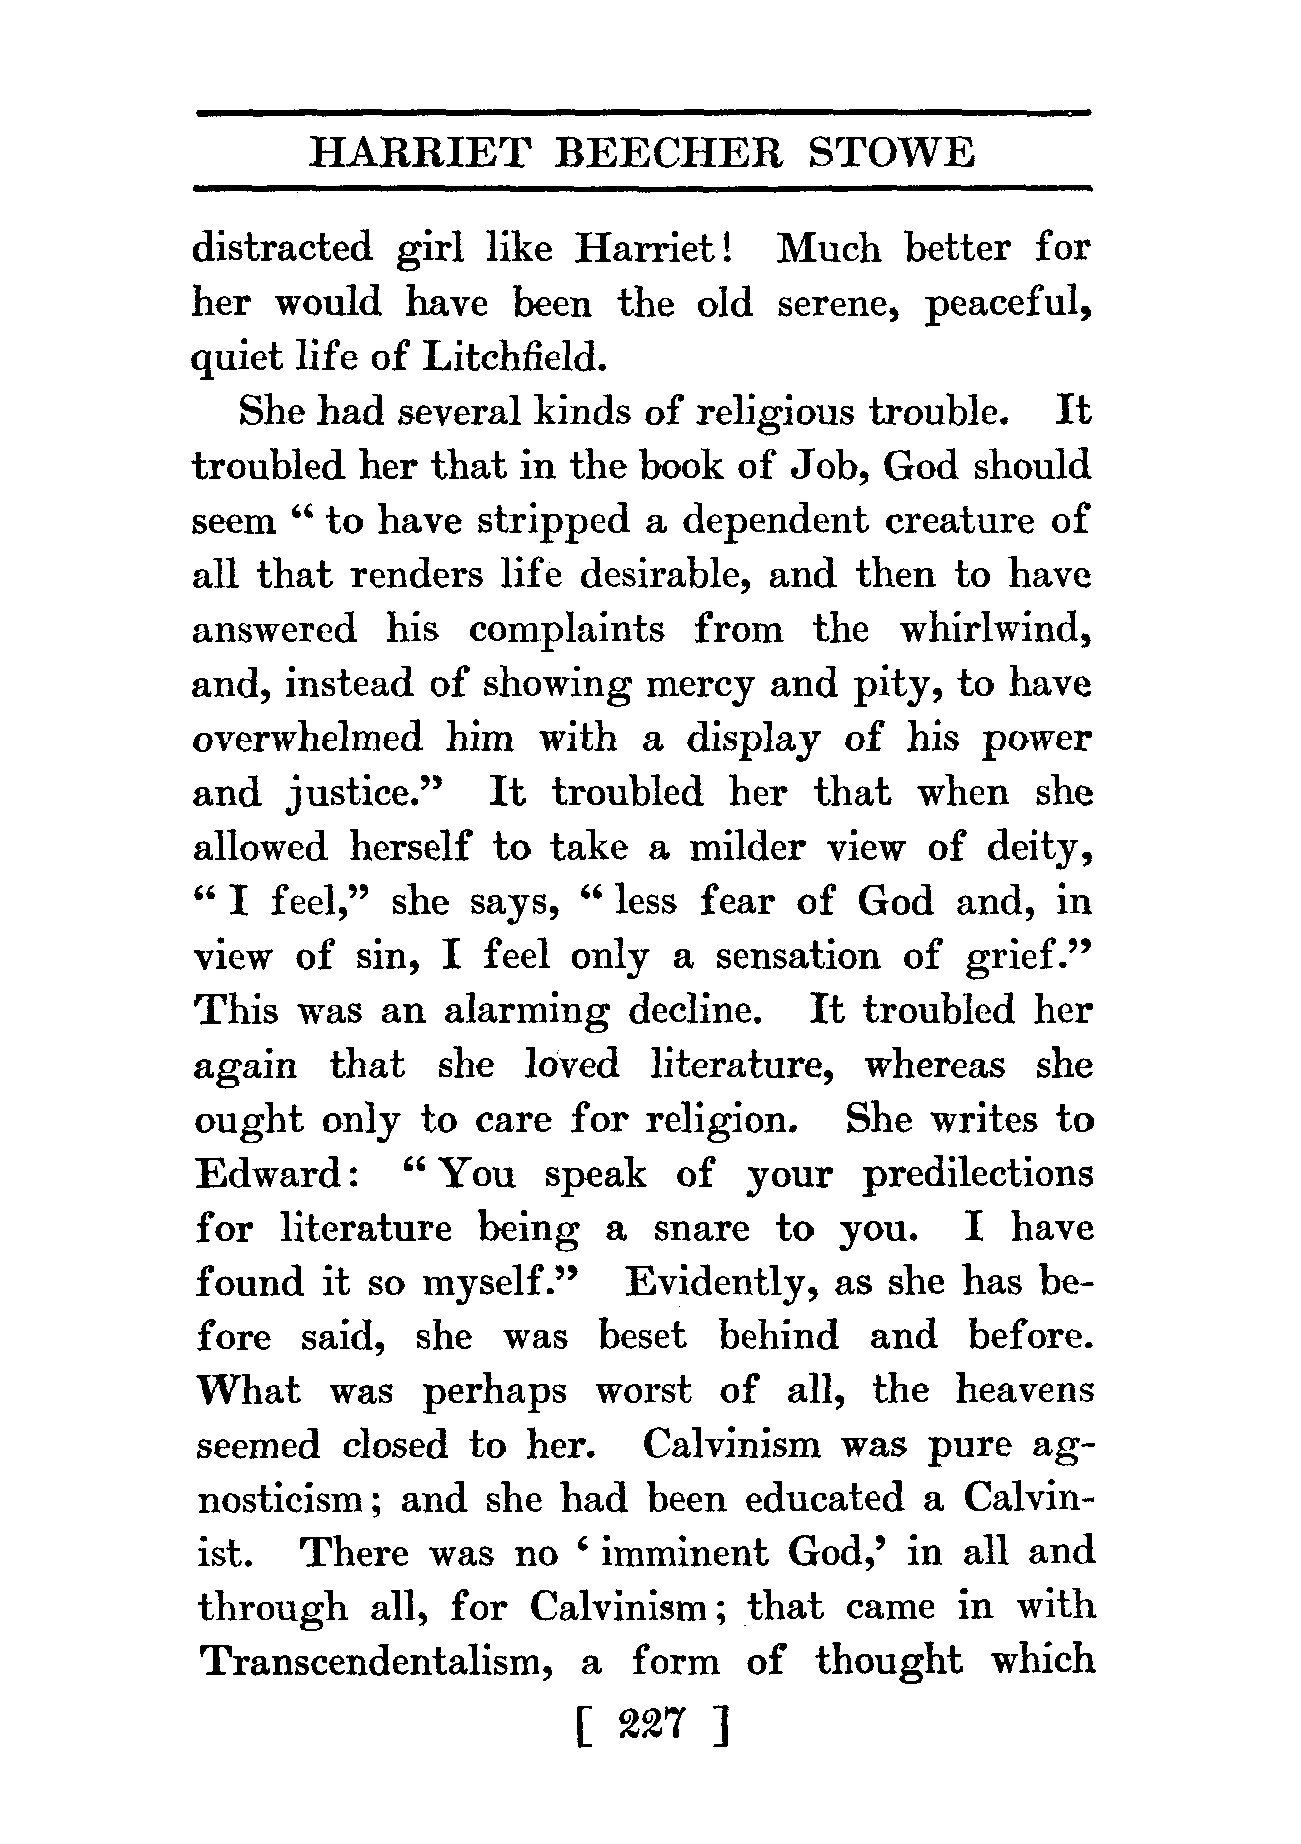 HARRIET BEECHER STOWE
distracted girl like Harriet! Much better for
her would have been the old serene, peaceful,
quiet life of Litchfield.
She had several kinds of religious trouble. It
troubled her that in the book of Job, God should
seem “ to have stripped a dependent creature of
all that renders life desirable, and then to have
answered his complaints from the whirlwind,
and, instead of showing mercy and pity, to have
overwhelmed him with a display of his power
and justice.” It troubled her that when she
allowed herself to take a milder view of deity,
“ I feel,” she says, “ less fear of God and, in
view of sin, I feel only a sensation of grief.”
This was an alarming decline. It troubled her
again that she loved literature, whereas she
ought only to care for religion. She writes to
Edward: “ You speak of your predilections
for literature being a snare to you. I have
found it so myself.” Evidently, as she has be-
fore said, she was beset behind and before.
What was perhaps worst of all, the heavens
seemed closed to her. Calvinism was pure ag-
nosticism; and she had been educated a Calvin-
ist. There was no ‘ imminent God,’ in all and
through all, for Calvinism; that came in with
Transcendentalism, a form of thought which
[ 227 ]